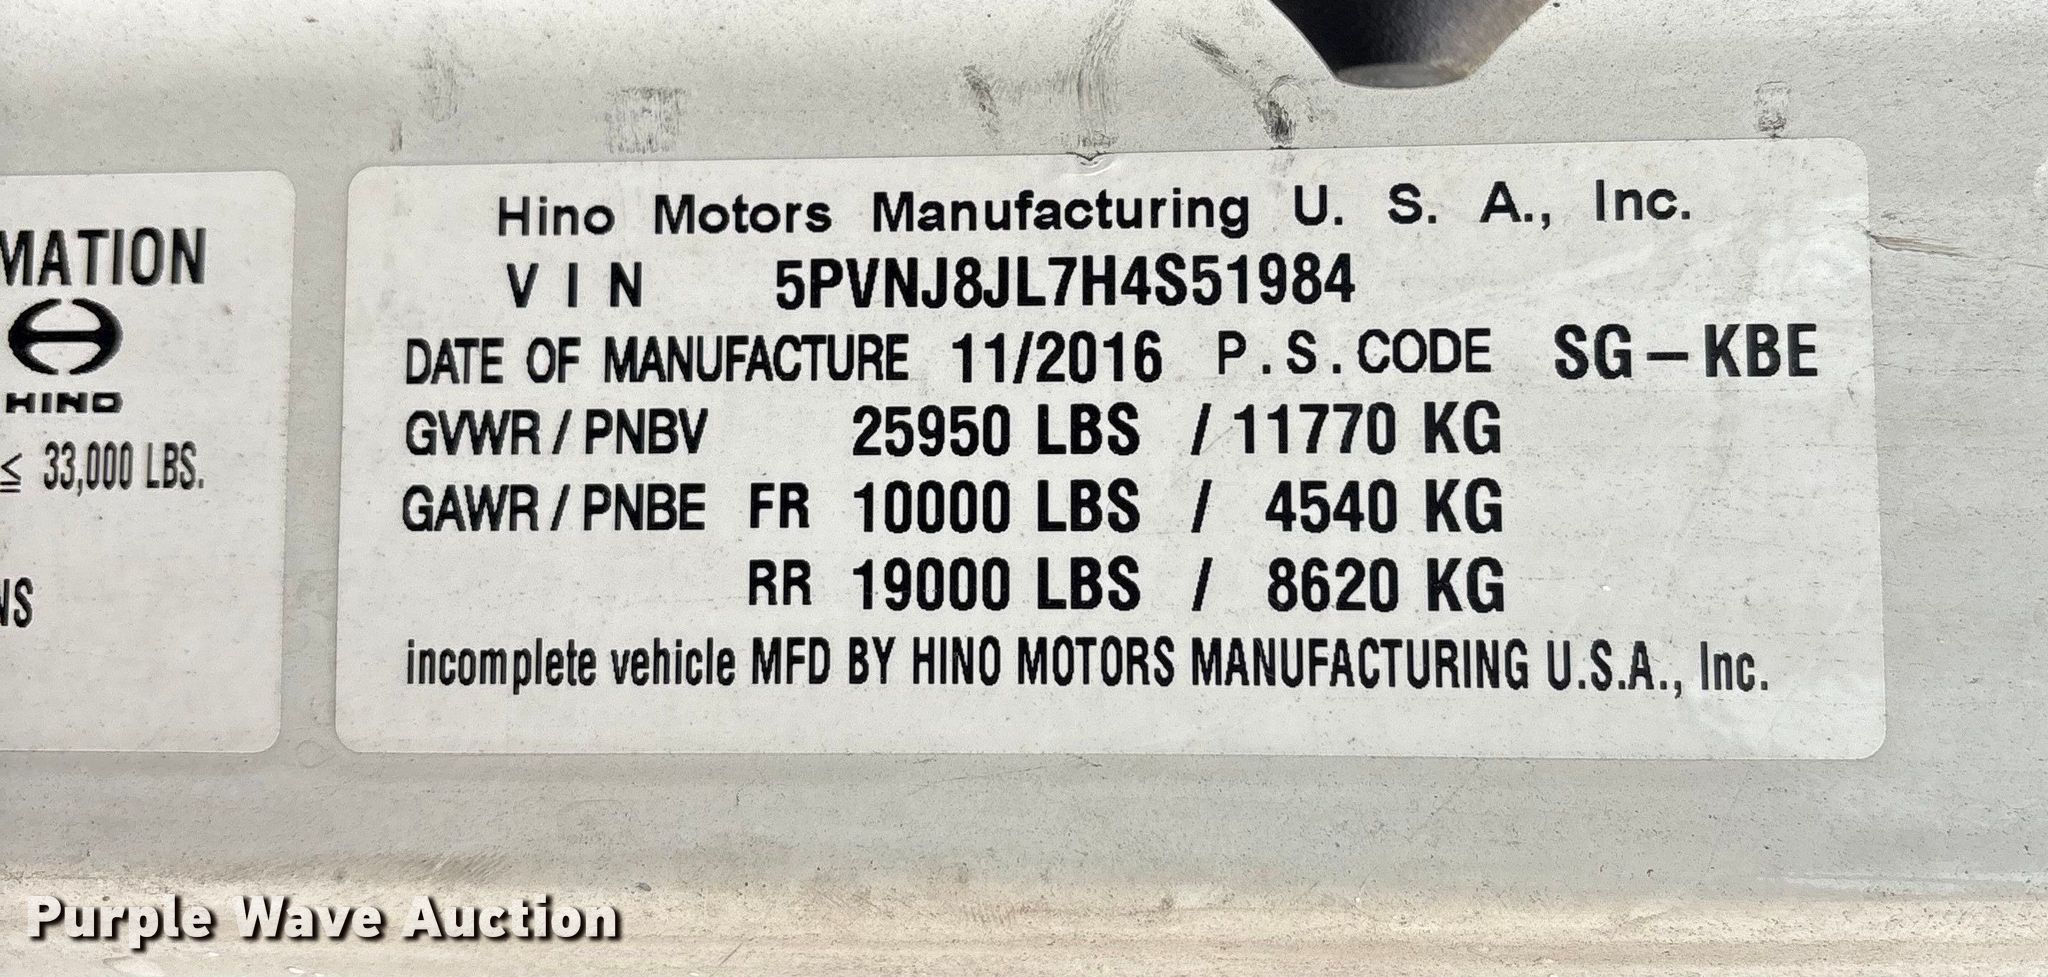 MATION
HINO
≦ 33,000 LBS.
NS
Hino Motors Manufacturing U. S. A., Inc.
VIN 5PVNJ8JL7H4S51984
DATE OF MANUFACTURE 11/2016 P.S.CODE SG-KBE
GVWR/PNBV 25950 LBS / 11770 KG
GAWR/PNBE FR 10000 LBS / 4540 KG
RR 19000 LBS / 8620 KG
incomplete vehicle MFD BY HINO MOTORS MANUFACTURING U.S.A., Inc.
Purple Wave Auction